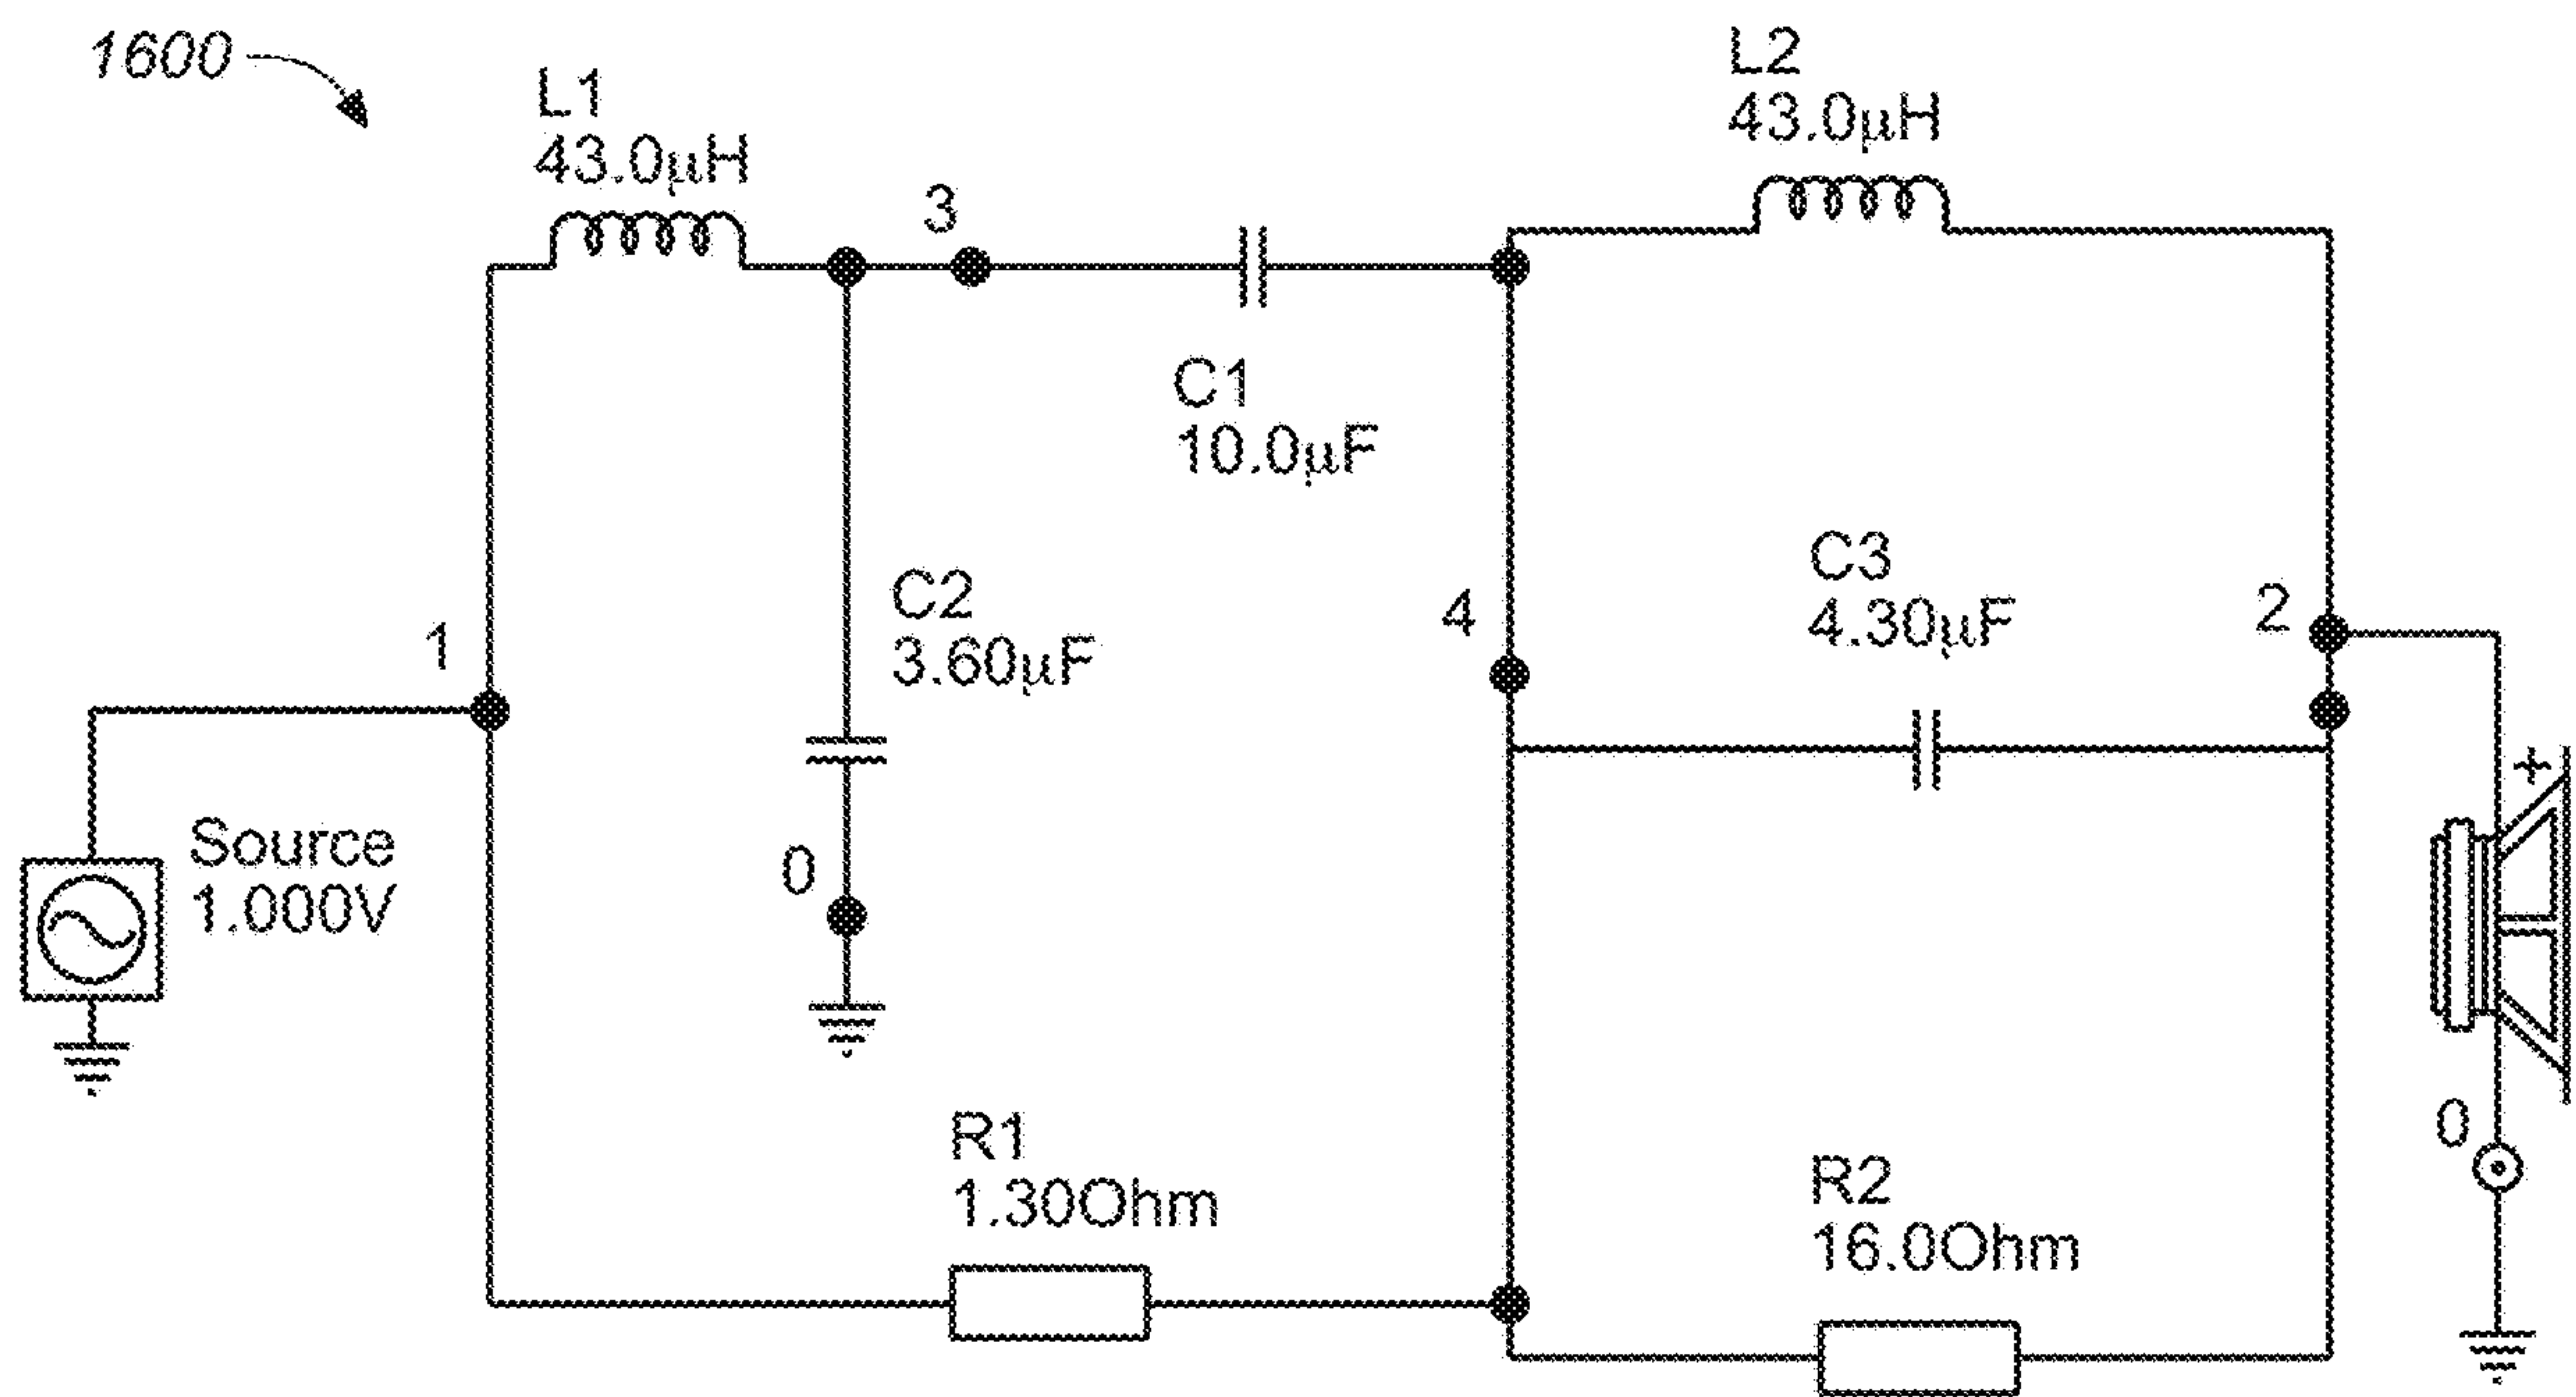 1600
L1
43.0µH
L2
43.0µH
3
C1
10.0µF
C2
3.60µF
C3
4.30µF
4
2
1
+
Source
1.000V
0
R1
1.30Ohm
0
R2
16.0Ohm